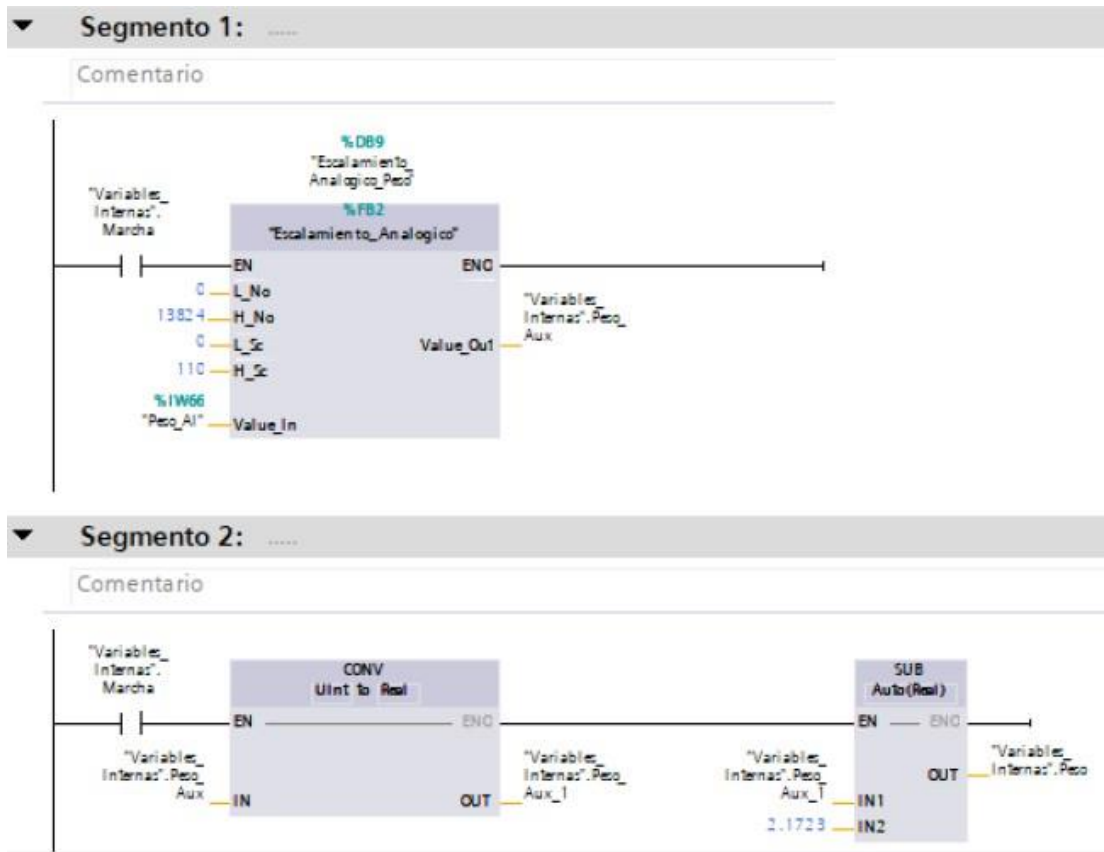 Segmento 1: .....
Comentario
%DB9
"Escalamiento_
Analogico_Peso"
"Variables_
Internas".
Marcha
%FB2
"Escalamiento_Analogico"
EN
ENO
0
L_No
13824
H_No
0
L_Sc
110
H_Sc
%IW66
"Peso_AI"
Value_In
Value_Out
"Variables_
Internas".Peso_
Aux
Segmento 2: .....
Comentario
"Variables_
Internas".
Marcha
CONV
UInt to Real
EN
ENO
"Variables_
Internas".Peso_
Aux
IN
OUT
"Variables_
Internas".Peso_
Aux_1
SUB
Auto(Real)
EN
ENO
"Variables_
Internas".Peso_
Aux_1
IN1
2.1723
IN2
OUT
"Variables_
Internas".Peso